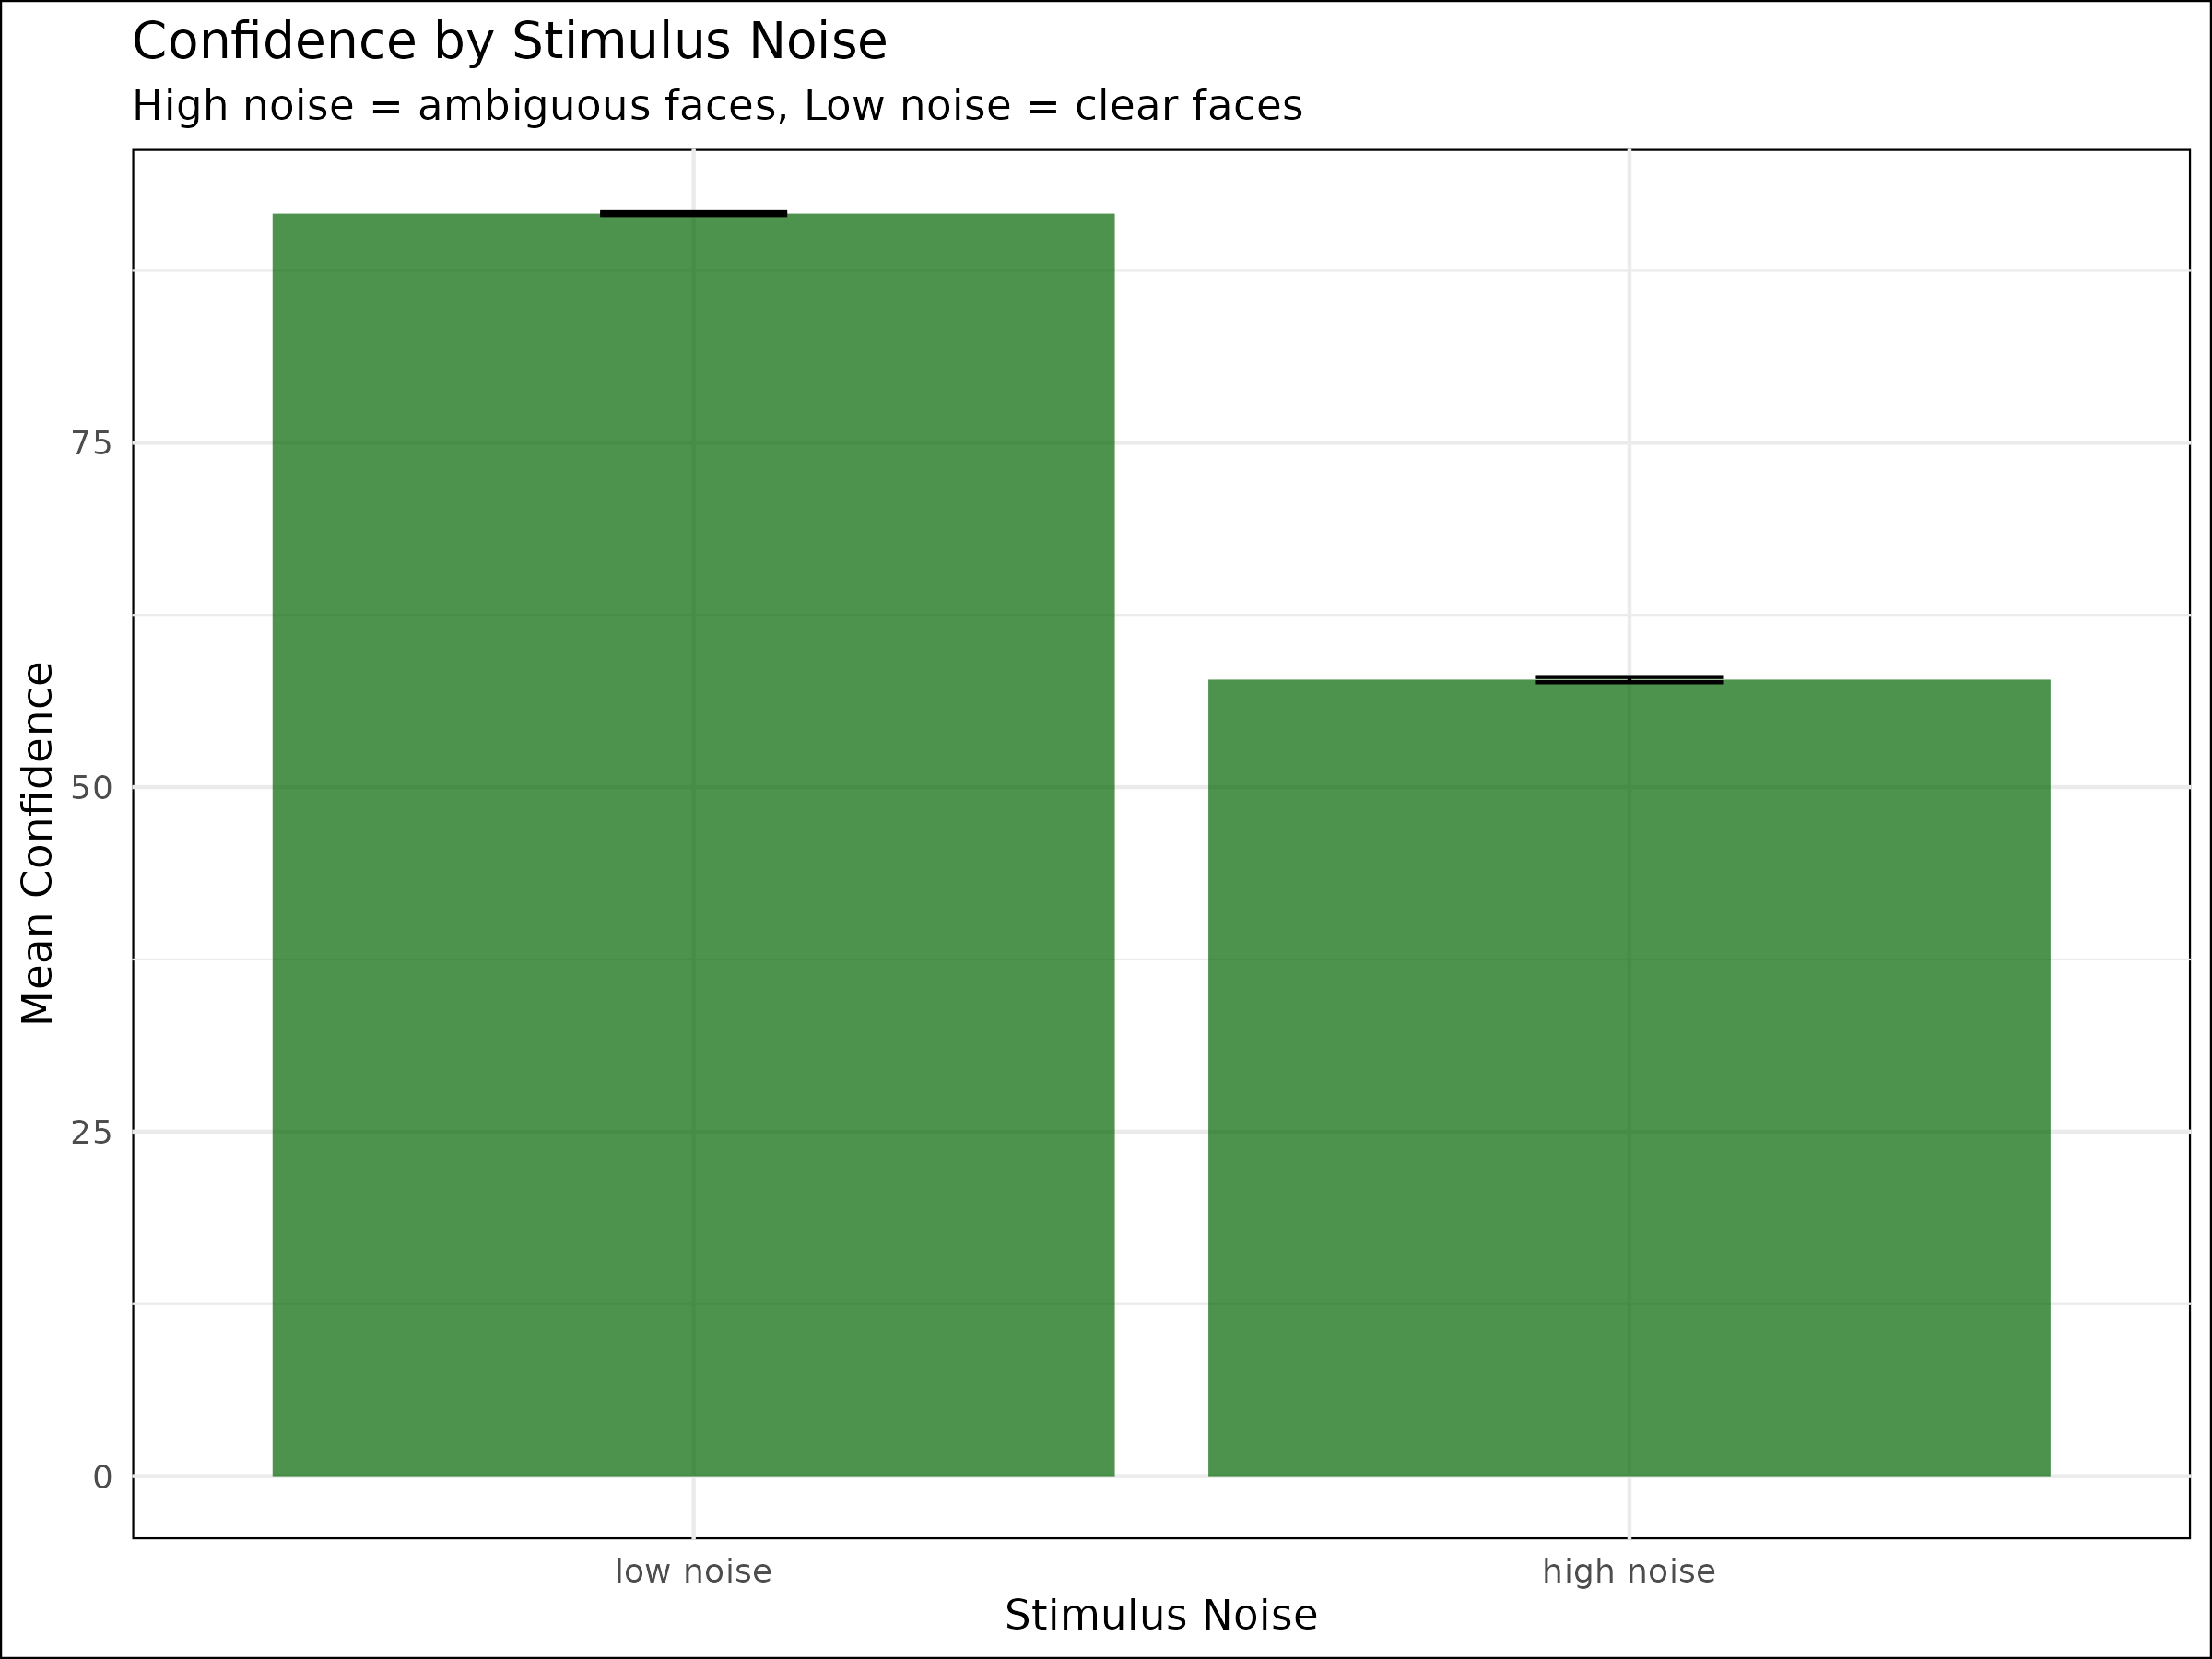 Confidence by Stimulus Noise
High noise = ambiguous faces, Low noise = clear faces
Mean Confidence
75
50
25
0
low noise
high noise
Stimulus Noise